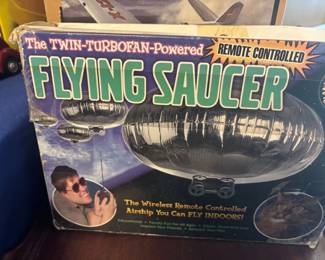 The TWIN-TURBOFAN-Powered
REMOTE CONTROLLED
FLYING SAUCER
The Wireless Remote Controlled
Airship You Can FLY INDOORS!